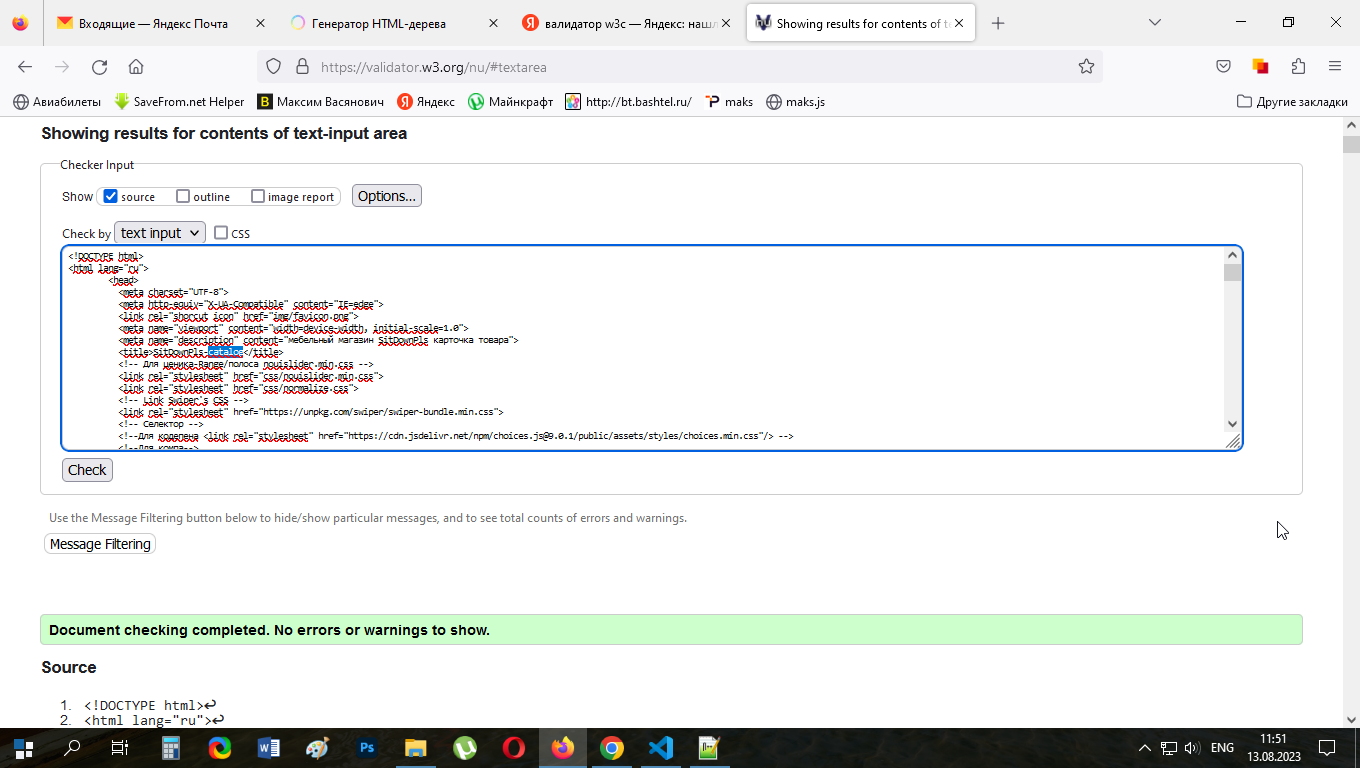 Входящие — Яндекс Почта
Генератор HTML-дерева
валидатор w3c — Яндекс: нашл
Showing results for contents of te
https://validator.w3.org/nu/#textarea
Авиабилеты
SaveFrom.net Helper
Максим Васянович
Яндекс
Майнкрафт
http://bt.bashtel.ru/
maks
maks.js
Другие закладки
Showing results for contents of text-input area
Checker Input
Show source outline image report Options...
Check by text input CSS
<!DOCTYPE html>
<html lang="ru">
<head>
<meta charset="UTF-8">
<meta http-equiv="X-UA-Compatible" content="IE=edge">
<link rel="shorcut icon" href="img/favicon.png">
<meta name="viewport" content="width=device-width, initial-scale=1.0">
<meta name="description" content="мебельный магазин SitDownPls карточка товара">
<title>SitDownPls-catalog</title>
<!-- Для ценика-Range/полоса nouislider.min.css -->
<link rel="stylesheet" href="css/nouislider.min.css">
<link rel="stylesheet" href="css/normalize.css">
<!-- Link Swiper's CSS -->
<link rel="stylesheet" href="https://unpkg.com/swiper/swiper-bundle.min.css">
<!-- Селектор -->
<!--Для кодепена <link rel="stylesheet" href="https://cdn.jsdelivr.net/npm/choices.js@9.0.1/public/assets/styles/choices.min.css"/> -->
<!--Для компа-->
Check
Use the Message Filtering button below to hide/show particular messages, and to see total counts of errors and warnings.
Message Filtering
Document checking completed. No errors or warnings to show.
Source
1. <!DOCTYPE html>↩
2. <html lang="ru">↩
ENG
11:51
13.08.2023